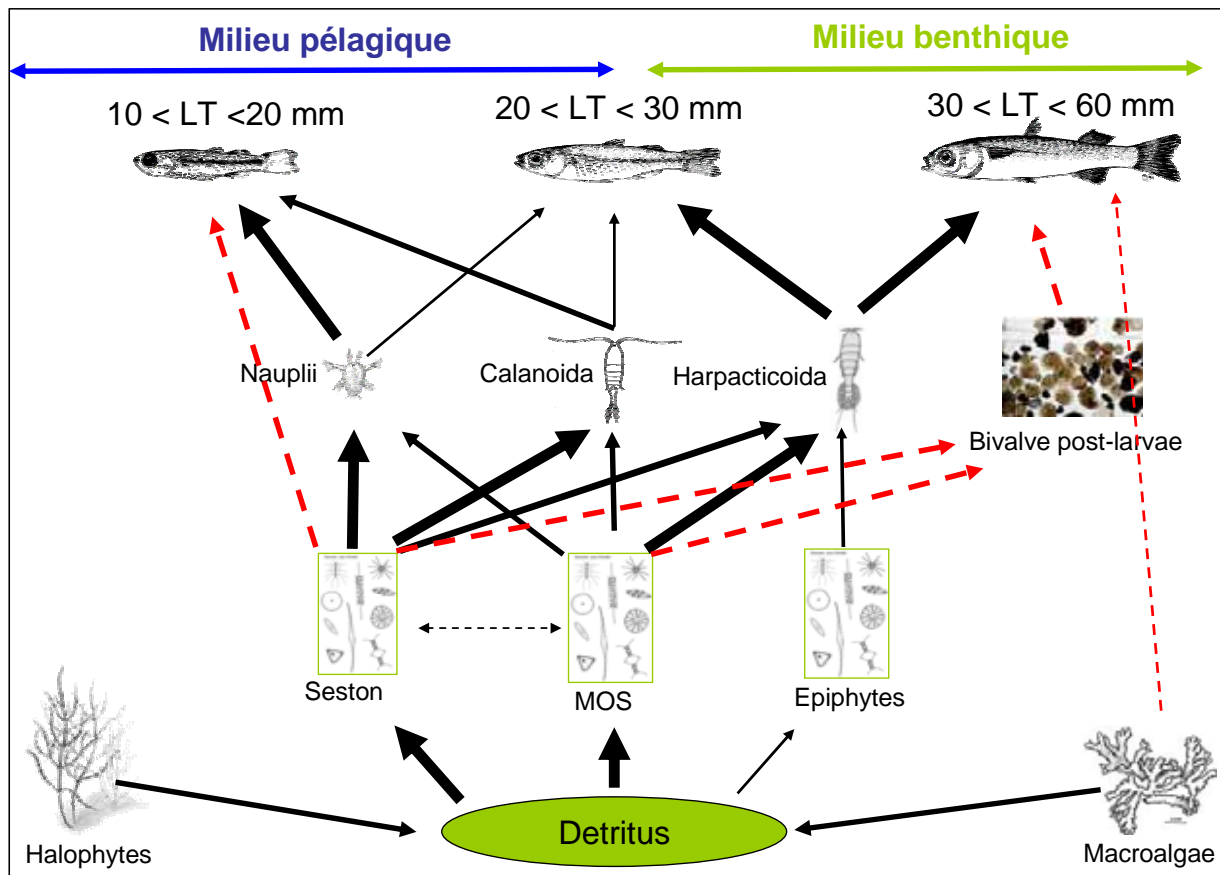 Milieu pélagique
Milieu benthique
10 < LT <20 mm
20 < LT < 30 mm
30 < LT < 60 mm
Nauplii
Calanoida
Harpacticoida
Bivalve post-larvae
Seston
MOS
Epiphytes
Halophytes
Detritus
Macroalgae